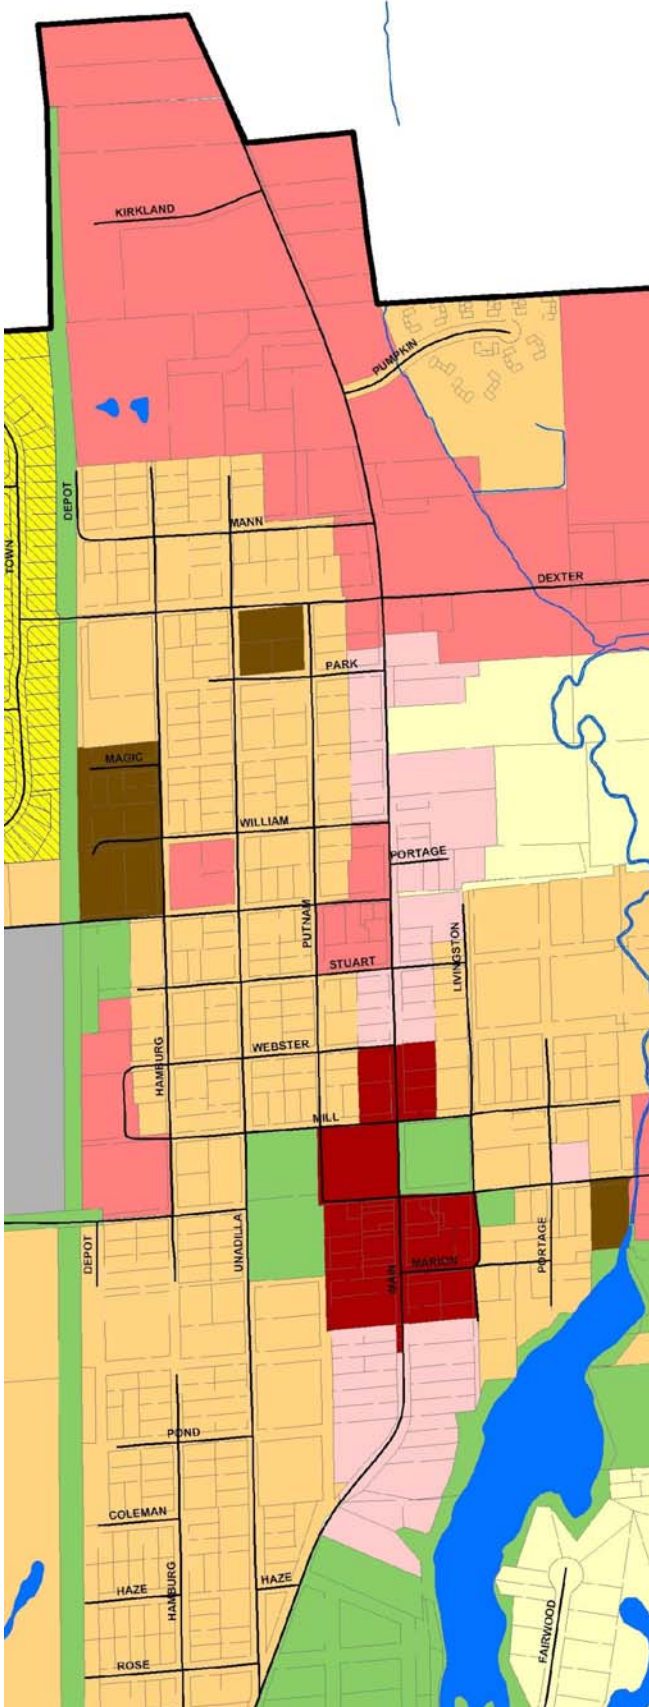 KIRKLAND
PUMPKIN
DEPOT
MANN
TOWN
DEXTER
PARK
MAGIC
WILLIAM
PORTAGE
PUTNAM
STUART
LIVINGSTON
WEBSTER
HAMBURG
MILL
UNADILLA
DEPOT
MAIN
MARION
PORTAGE
POND
COLEMAN
HAZE
HAMBURG
HAZE
FAIRWOOD
ROSE